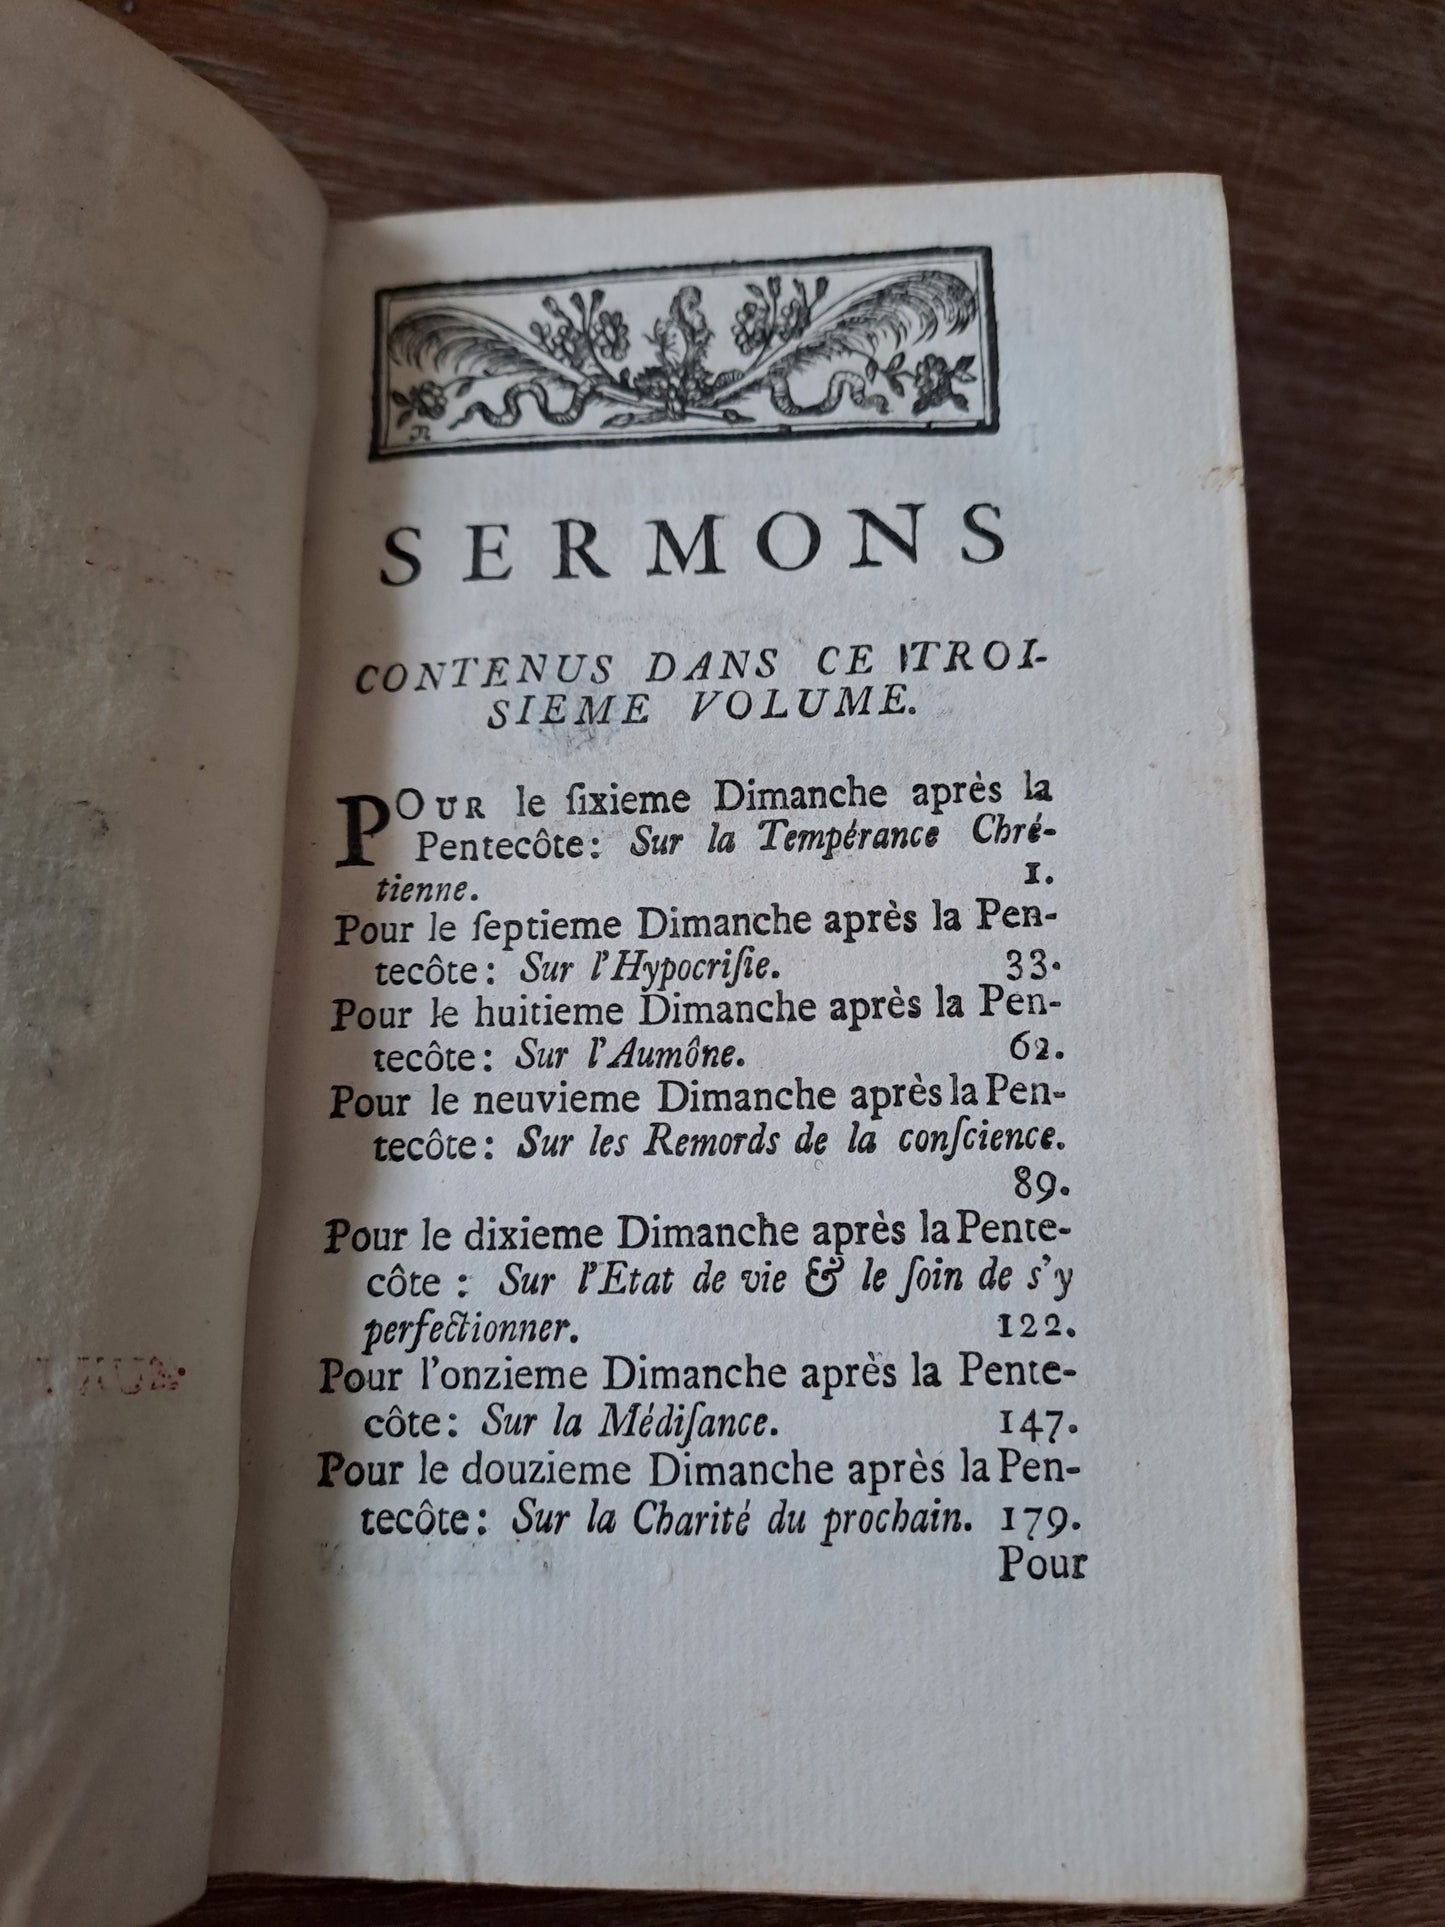 SERMONS
CONTENUS DANS CE TROI-
SIEME VOLUME.
POUR le ſixieme Dimanche après la
Pentecôte: Sur la Tempérance Chré-
tienne. 1.
Pour le ſeptieme Dimanche après la Pen-
tecôte: Sur l'Hypocriſie. 33.
Pour le huitieme Dimanche après la Pen-
tecôte: Sur l'Aumône. 62.
Pour le neuvieme Dimanche après la Pen-
tecôte: Sur les Remords de la conſcience.
89.
Pour le dixieme Dimanche après la Pente-
côte : Sur l'Etat de vie & le ſoin de s'y
perfectionner. 122.
Pour l'onzieme Dimanche après la Pente-
côte: Sur la Médiſance. 147.
Pour le douzieme Dimanche après la Pen-
tecôte: Sur la Charité du prochain. 179.
Pour